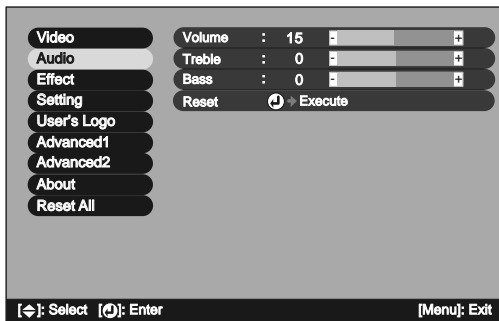 Video
Audio
Effect
Setting
User's Logo
Advanced1
Advanced2
About
Reset All
Volume : 15 - +
Treble : 0 - +
Bass : 0 - +
Reset Execute
[ ]: Select [ ]: Enter [Menu]: Exit